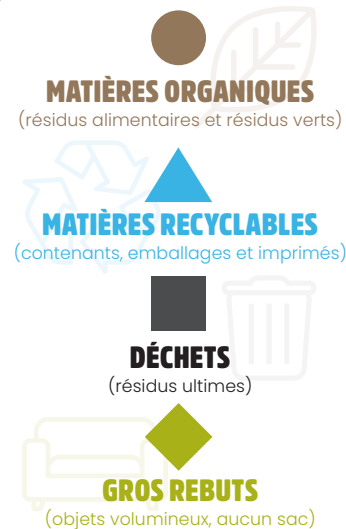 MATIÈRES ORGANIQUES
(résidus alimentaires et résidus verts)
MATIÈRES RECYCLABLES
(contenants, emballages et imprimés)
DÉCHETS
(résidus ultimes)
GROS REBUTS
(objets volumineux, aucun sac)